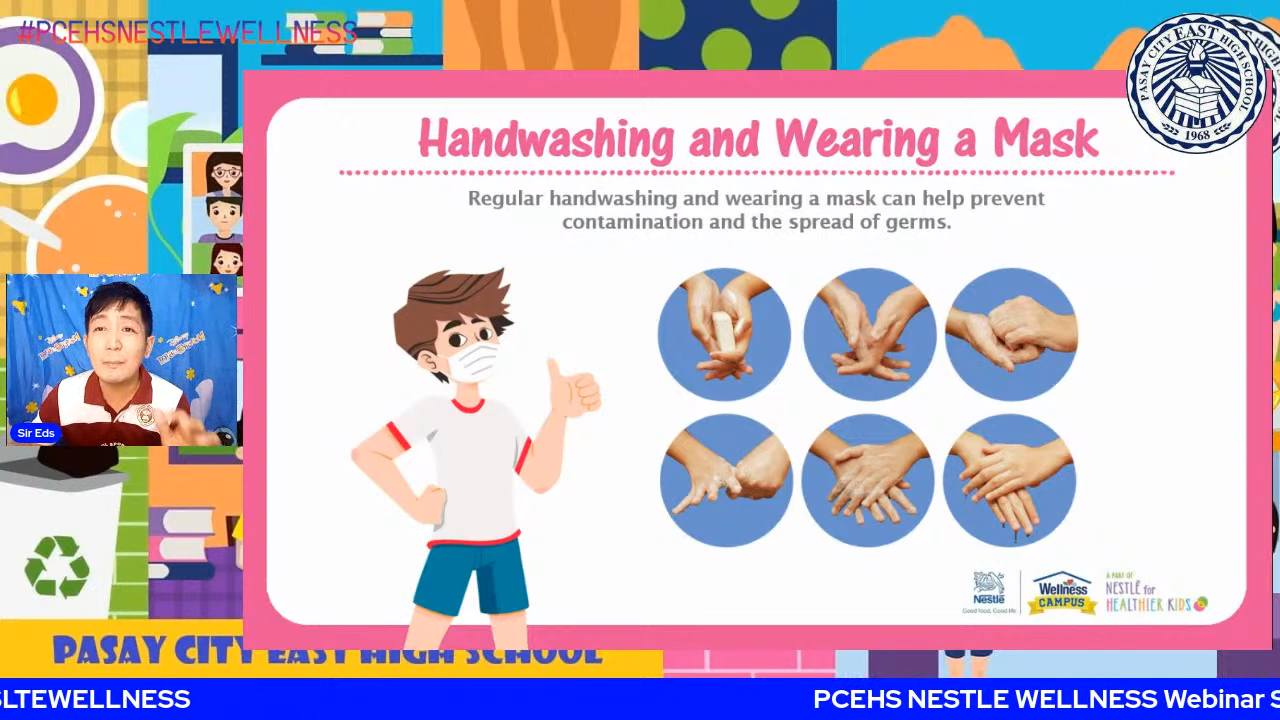 #PCEHSNESTLEWELLNESS
PASAY CITY EAST HIGH SCHOOL
1968
Handwashing and Wearing a Mask
Regular handwashing and wearing a mask can help prevent
contamination and the spread of germs.
Sir Eds
Nestlé
Good food, Good life
Wellness
CAMPUS
A PART OF
NESTLÉ for
HEALTHIER KIDS
PASAY CITY EAST HIGH SCHOOL
SLTEWELLNESS
PCEHS NESTLE WELLNESS Webinar S